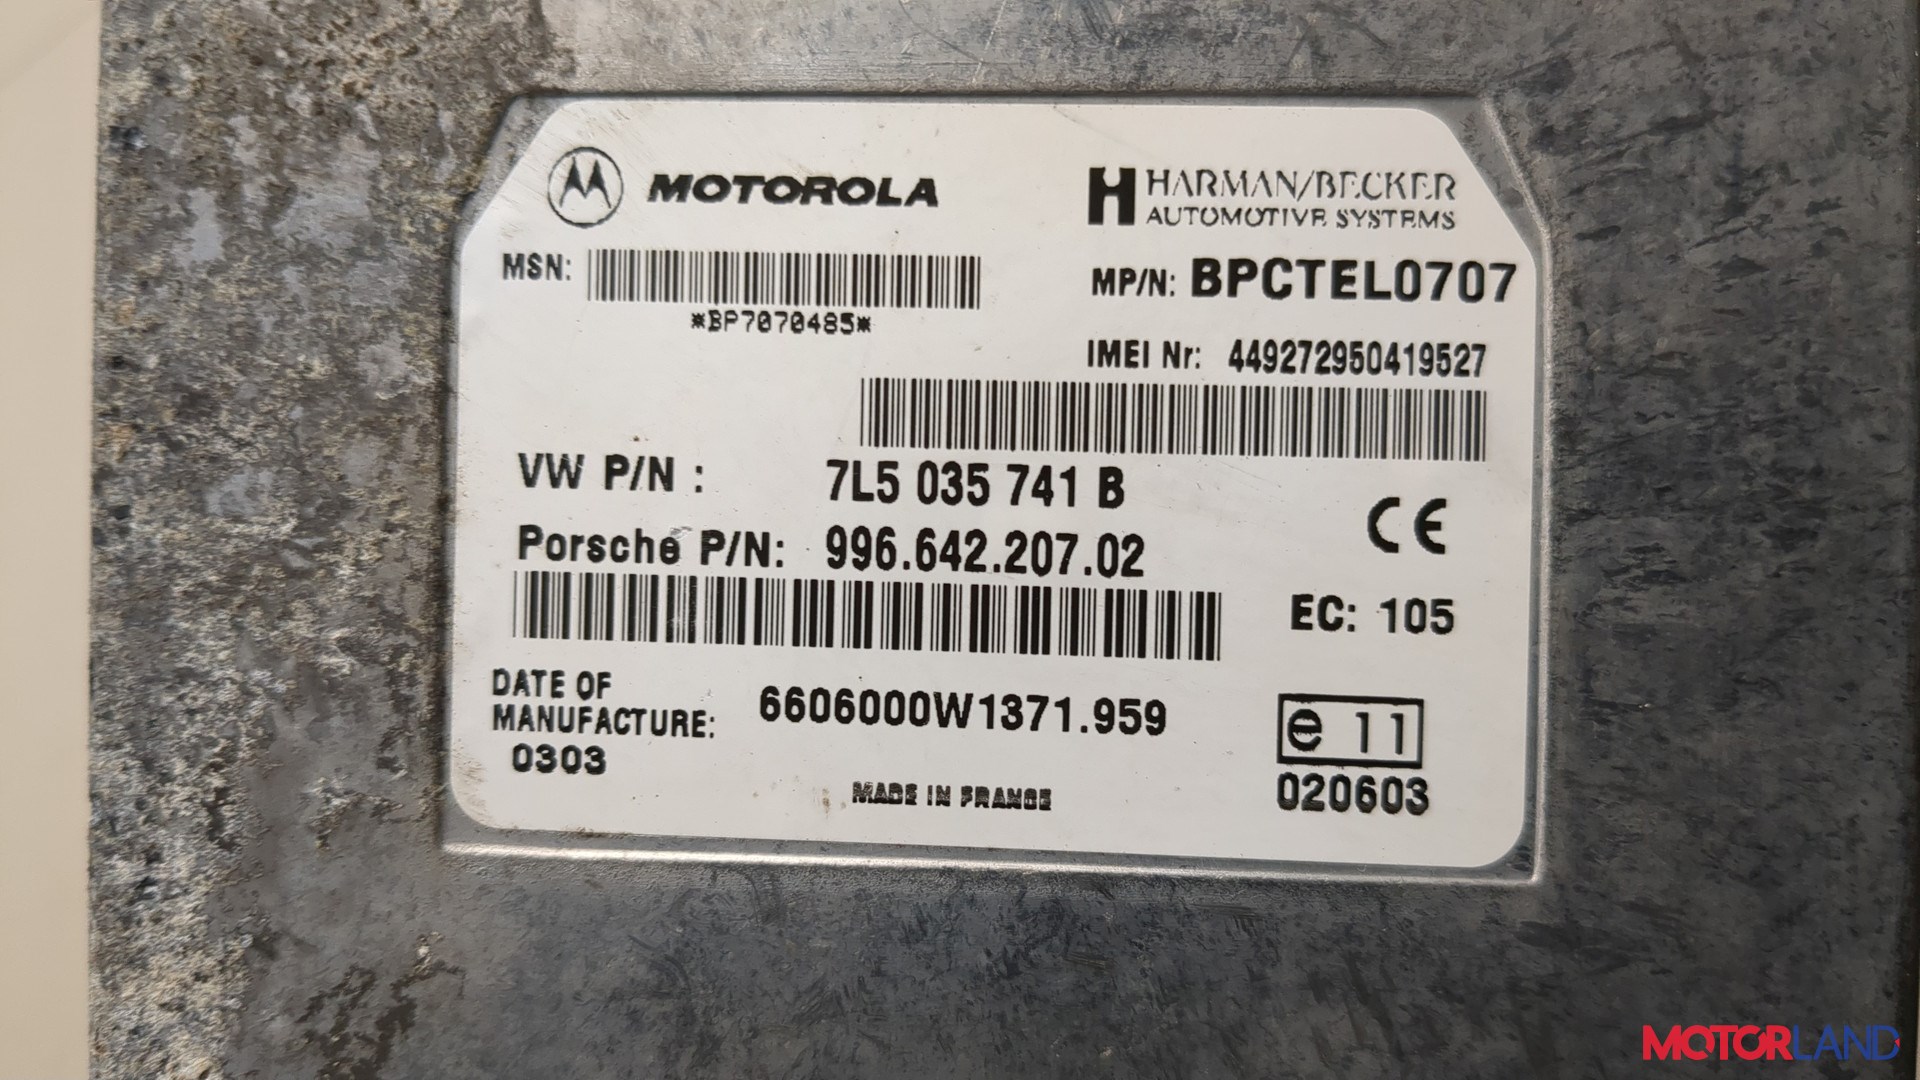 MOTOROLA
HARMAN/BECKER
AUTOMOTIVE SYSTEMS
MSN:
*BP7070485*
MP/N: BPCTEL0707
IMEI Nr: 449272950419527
VW P/N : 7L5 035 741 B
Porsche P/N: 996.642.207.02
CE
EC: 105
DATE OF
MANUFACTURE:
0303
6606000W1371.959
e 11
020603
MADE IN FRANCE
MOTORLAND